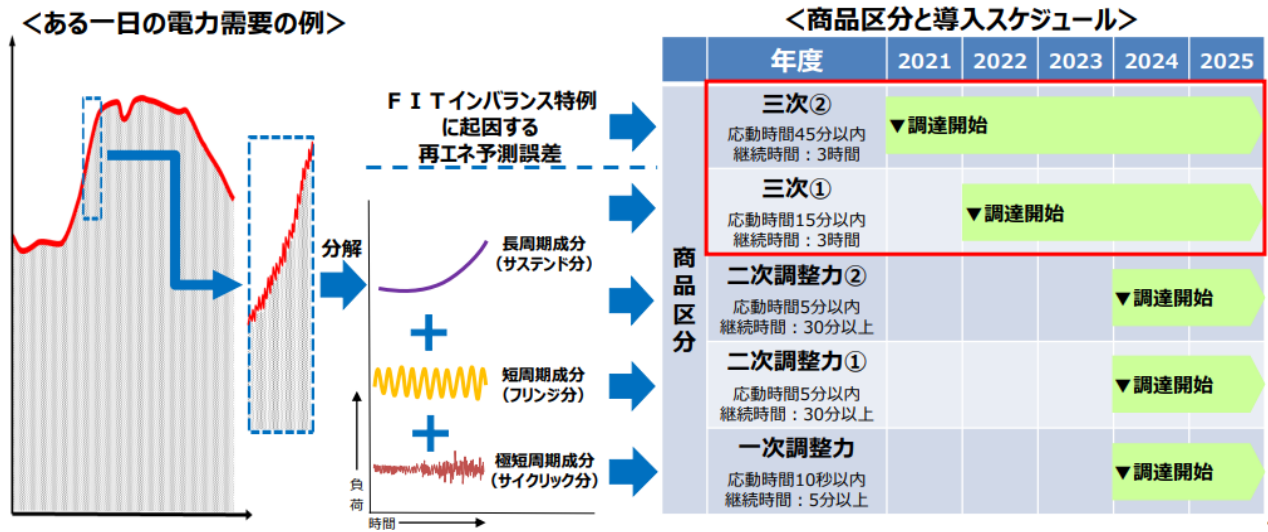 ＜ある一日の電力需要の例＞
分解
ＦＩＴインバランス特例
に起因する
再エネ予測誤差
長周期成分
（サステンド分）
短周期成分
（フリンジ分）
極短周期成分
（サイクリック分）
負荷
時間
＜商品区分と導入スケジュール＞
年度 2021 2022 2023 2024 2025
商品区分
三次②
応動時間45分以内
継続時間：3時間
▼調達開始
三次①
応動時間15分以内
継続時間：3時間
▼調達開始
二次調整力②
応動時間5分以内
継続時間：30分以上
▼調達開始
二次調整力①
応動時間5分以内
継続時間：30分以上
▼調達開始
一次調整力
応動時間10秒以内
継続時間：5分以上
▼調達開始